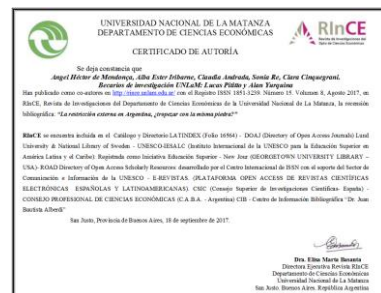 UNIVERSIDAD NACIONAL DE LA MATANZA
DEPARTAMENTO DE CIENCIAS ECONÓMICAS
RInCE
CERTIFICADO DE AUTORÍA
Se deja constancia que
Angel Héctor de Mendonça, Alba Ester Iribarne, Claudia Andrada, Sonia Re, Clara Cinquegrani.
Becarios de investigación UNLaM: Lucas Pilitto y Alan Yurquina
Han publicado como co-autores en http://rince.unlam.edu.ar/ con el Registro ISSN 1851-3239. Número 15. Volumen 8, Agosto 2017, en
RInCE, Revista de Investigaciones del Departamento de Ciencias Económicas de la Universidad Nacional de La Matanza, la recensión
bibliográfica: "La restricción externa en Argentina, ¿tropezar con la misma piedra?"
RInCE se encuentra incluida en el Catálogo y Directorio LATINDEX (Folio 16984) - DOAJ (Directory of Open Access Journals) Lund
University & National Library of Sweden - UNESCO-IESALC (Instituto Internacional de la UNESCO para la Educación Superior en
América Latina y el Caribe): Registrada como Iniciativa Educación Superior - New Jour (GEORGETOWN UNIVERSITY LIBRARY –
USA)- ROAD Directory of Open Access Scholarly Resources: desarrollado por el Centro Internacional de ISSN con el soporte del Sector de
Comunicación e Información de la UNESCO - E-REVISTAS. (PLATAFORMA OPEN ACCESS DE REVISTAS CIENTÍFICAS
ELECTRÓNICAS ESPAÑOLAS Y LATINOAMERICANAS). CSIC (Consejo Superior de Investigaciones Científicas- España) -
CONSEJO PROFESIONAL DE CIENCIAS ECONÓMICAS (C.A.B.A. - Argentina) CIB - Centro de Información Bibliográfica "Dr. Juan
Bautista Alberdi"
San Justo, Provincia de Buenos Aires, 18 de septiembre de 2017.
Dra. Elisa Marta Basanta
Directora Ejecutiva Revista RInCE
Departamento de Ciencias Económicas
Universidad Nacional de La Matanza
San Justo. Buenos Aires. República Argentina